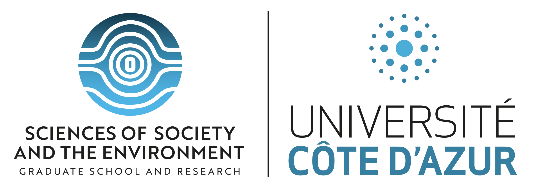 SCIENCES OF SOCIETY
AND THE ENVIRONMENT
GRADUATE SCHOOL AND RESEARCH
UNIVERSITÉ
CÔTE D'AZUR